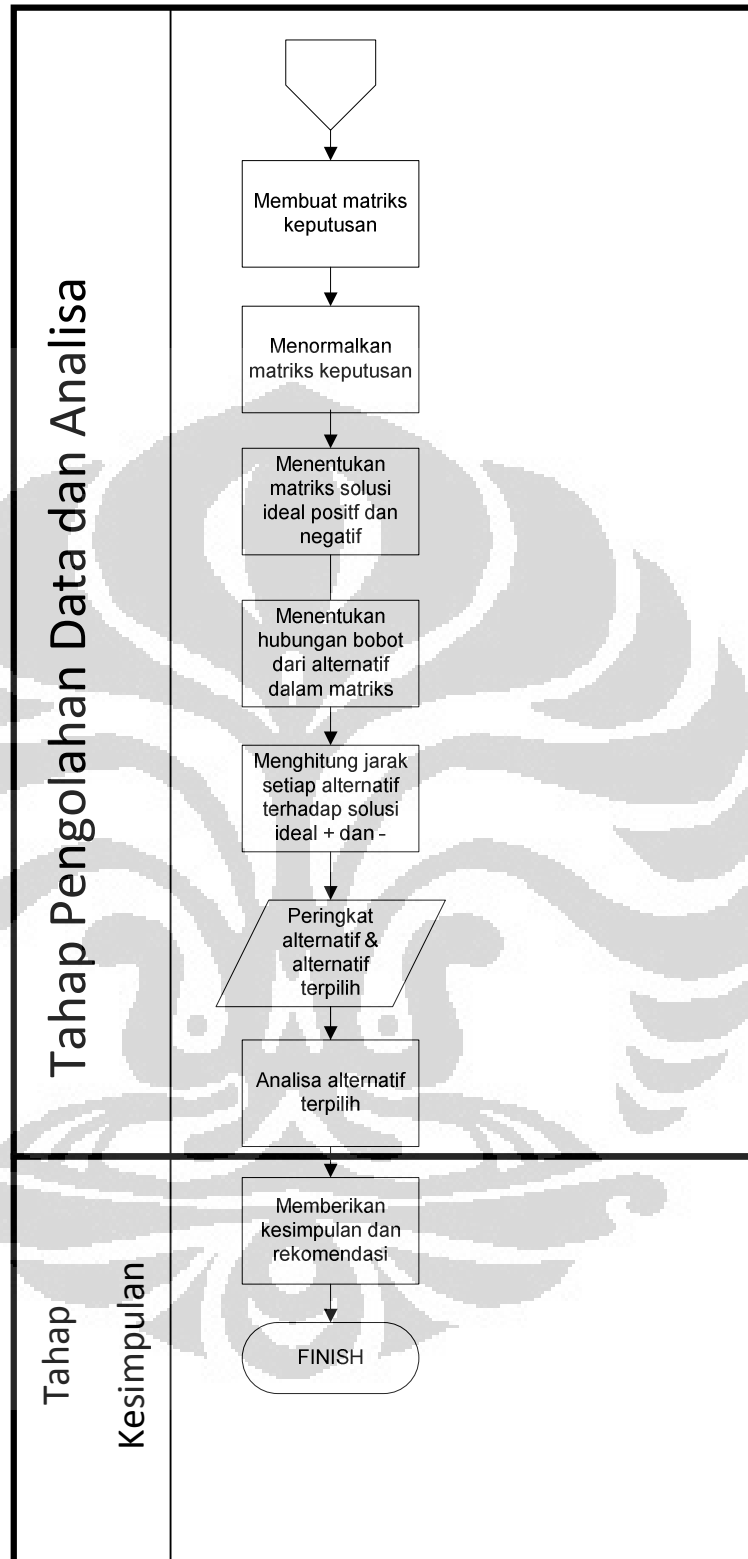 Tahap Pengolahan Data dan Analisa
Membuat matriks
keputusan
Menormalkan
matriks keputusan
Menentukan
matriks solusi
ideal positf dan
negatif
Menentukan
hubungan bobot
dari alternatif
dalam matriks
Menghitung jarak
setiap alternatif
terhadap solusi
ideal + dan -
Peringkat
alternatif &
alternatif
terpilih
Analisa alternatif
terpilih
Tahap
Kesimpulan
Memberikan
kesimpulan dan
rekomendasi
FINISH